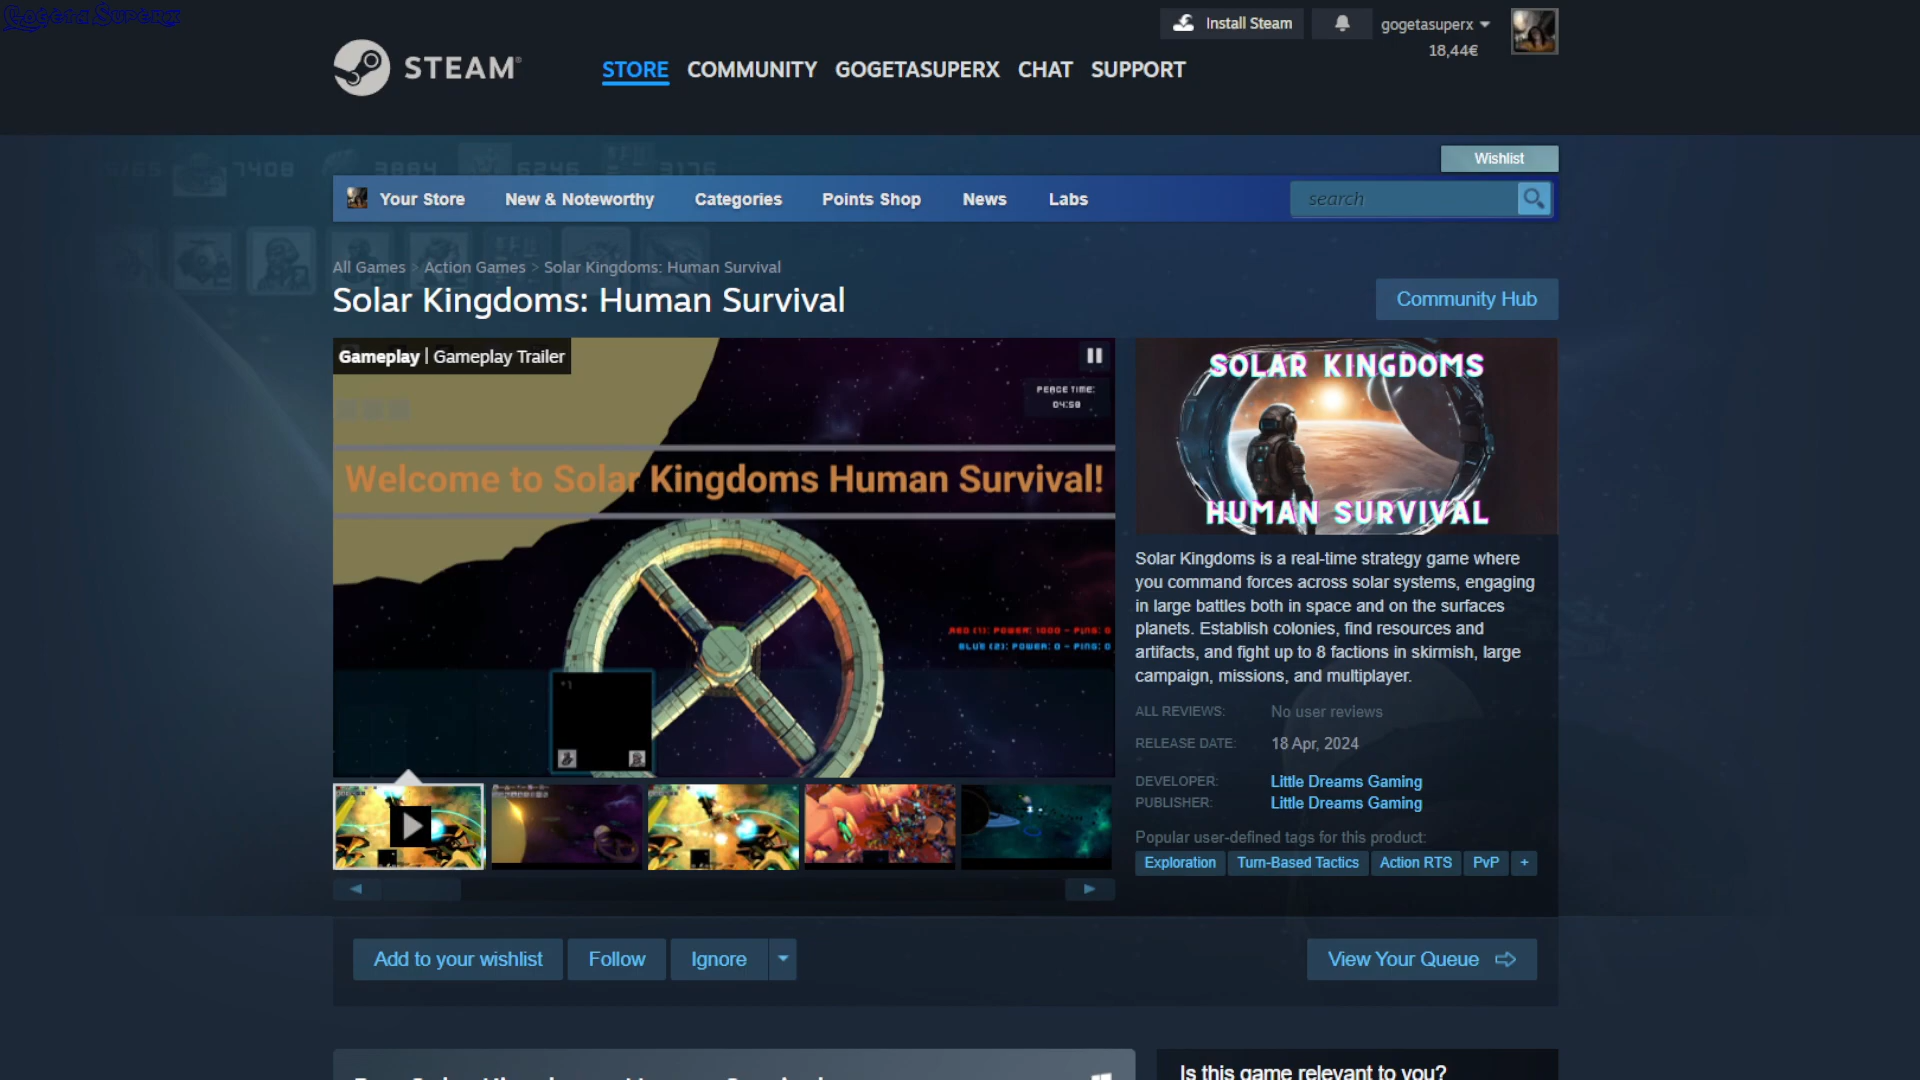 Gogeta Superx
Install Steam
gogetasuperx
18,44€
STEAM®
STORE COMMUNITY GOGETASUPERX CHAT SUPPORT
7408 3884 6246 3176
Wishlist
Your Store New & Noteworthy Categories Points Shop News Labs
search
All Games > Action Games > Solar Kingdoms: Human Survival
Solar Kingdoms: Human Survival
Community Hub
Gameplay | Gameplay Trailer
PEACE TIME:
04:58
Welcome to Solar Kingdoms Human Survival!
RED (1): POWER: 1000 - PING: 0
BLUE (2): POWER: 0 - PING: 0
SOLAR KINGDOMS
HUMAN SURVIVAL
Solar Kingdoms is a real-time strategy game where
you command forces across solar systems, engaging
in large battles both in space and on the surfaces
planets. Establish colonies, find resources and
artifacts, and fight up to 8 factions in skirmish, large
campaign, missions, and multiplayer.
ALL REVIEWS: No user reviews
RELEASE DATE: 18 Apr, 2024
DEVELOPER: Little Dreams Gaming
PUBLISHER: Little Dreams Gaming
Popular user-defined tags for this product:
Exploration Turn-Based Tactics Action RTS PvP +
Add to your wishlist Follow Ignore
View Your Queue
Is this game relevant to you?